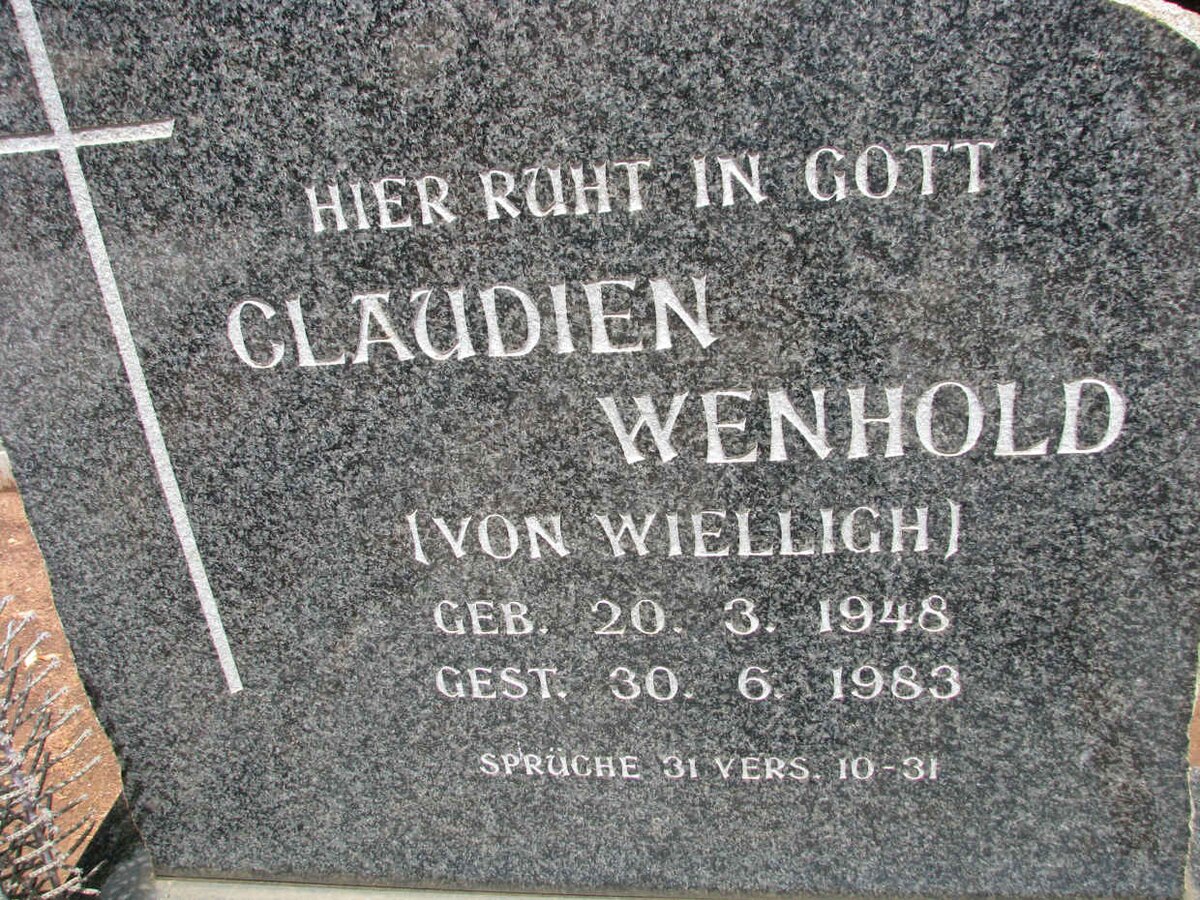 HIER RUHT IN GOTT
CLAUDIEN
WENHOLD
(VON WIELLIGH)
GEB. 20. 3. 1948
GEST. 30. 6. 1983
SPRÜCHE 31 VERS. 10-31